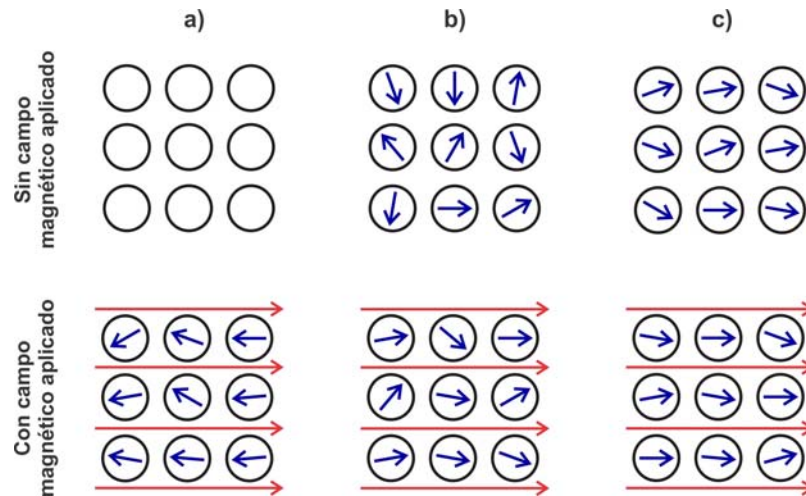 a)
b)
c)
Sin campo
magnético aplicado
Con campo
magnético aplicado